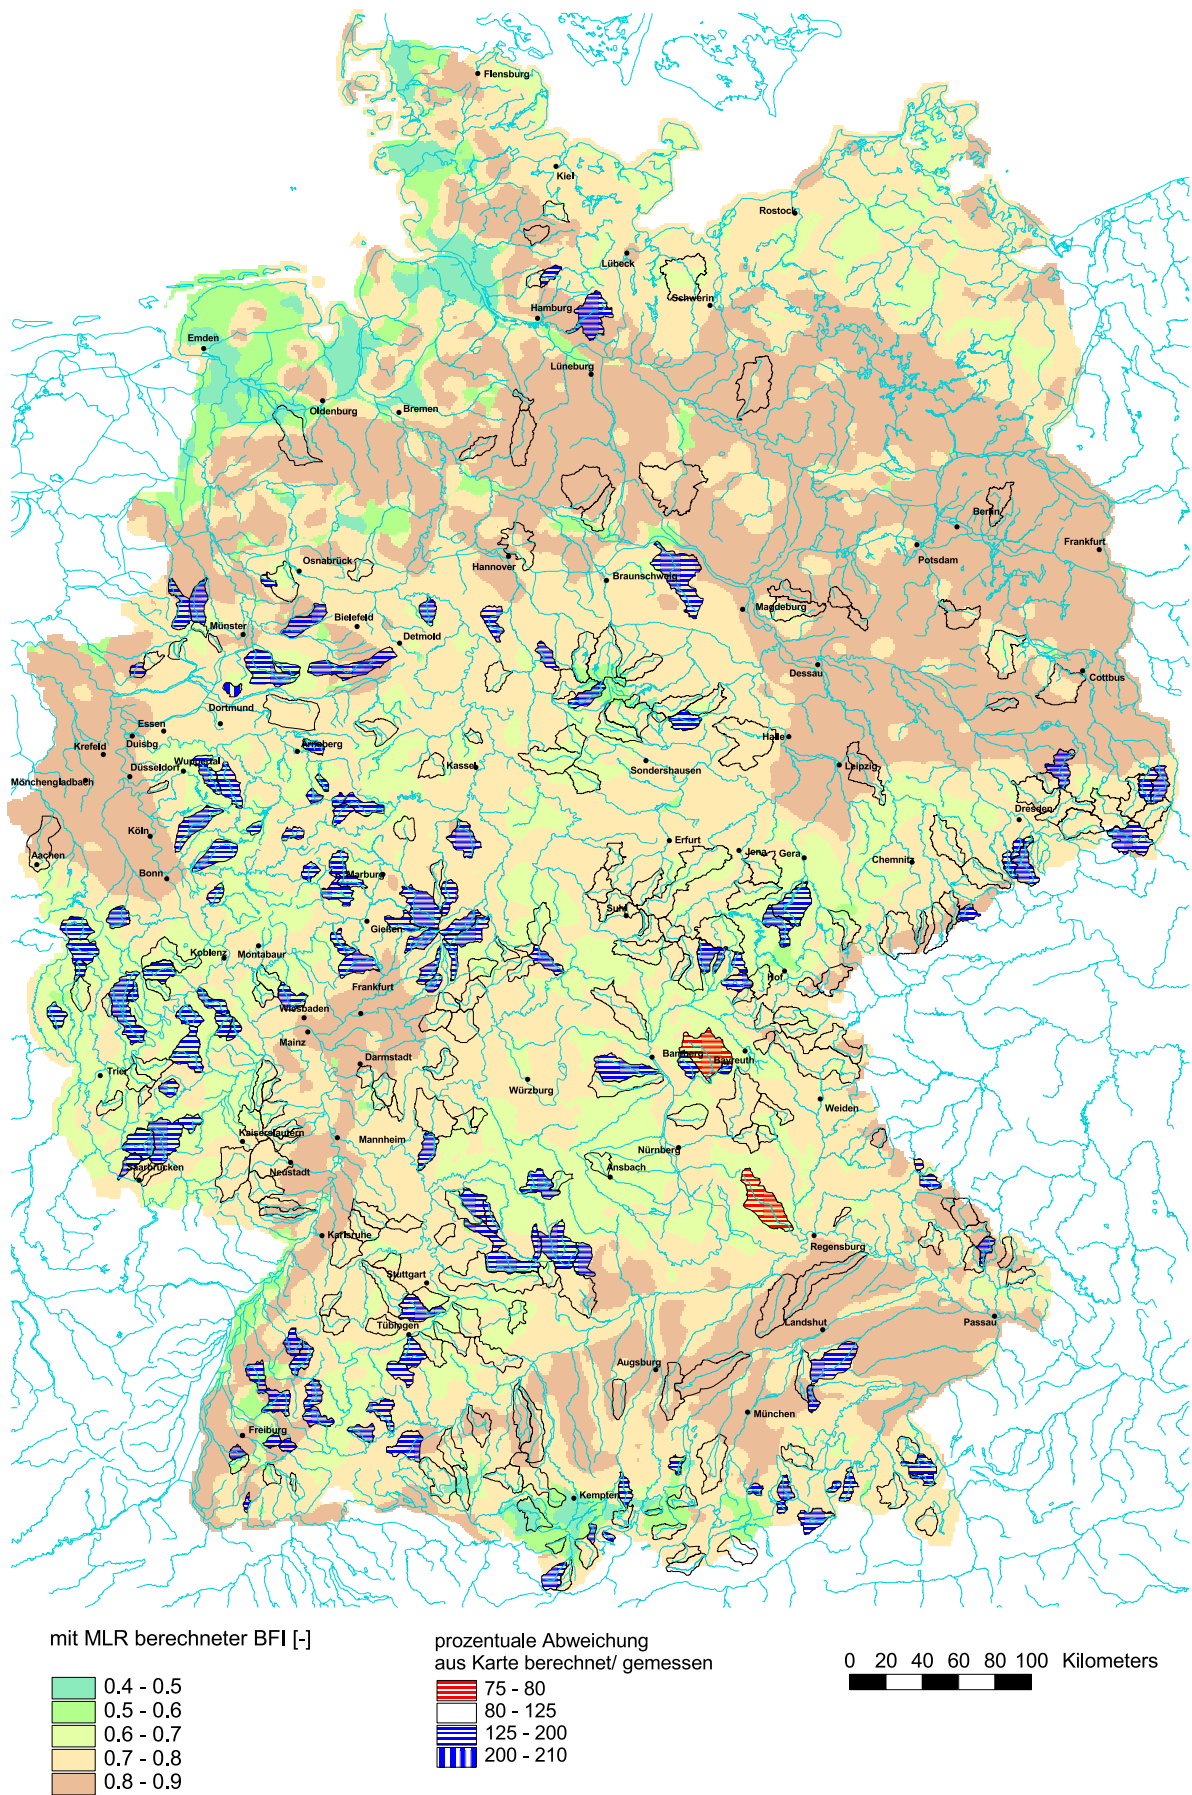 Flensburg
Kiel
Rostock
Lübeck
Schwerin
Hamburg
Emden
Lüneburg
Oldenburg
Bremen
Berlin
Frankfurt
Potsdam
Hannover
Osnabrück
Braunschweig
Magdeburg
Bielefeld
Münster
Detmold
Dessau
Cottbus
Dortmund
Essen
Duisbg
Krefeld
Arnsberg
Halle
Wuppertal
Düsseldorf
Kassel
Sondershausen
Leipzig
Mönchengladbach
Dresden
Köln
Erfurt
Jena
Gera
Chemnitz
Aachen
Bonn
Marburg
Suhl
Gießen
Koblenz
Montabaur
Hof
Frankfurt
Wiesbaden
Mainz
Darmstadt
Bamberg
Bayreuth
Trier
Würzburg
Weiden
Kaiserslautern
Mannheim
Nürnberg
Saarbrücken
Neustadt
Ansbach
Karlsruhe
Regensburg
Stuttgart
Tübingen
Landshut
Passau
Augsburg
München
Freiburg
Kempten
mit MLR berechneter BFI [-]
0.4 - 0.5
0.5 - 0.6
0.6 - 0.7
0.7 - 0.8
0.8 - 0.9
prozentuale Abweichung
aus Karte berechnet/ gemessen
75 - 80
80 - 125
125 - 200
200 - 210
0 20 40 60 80 100 Kilometers